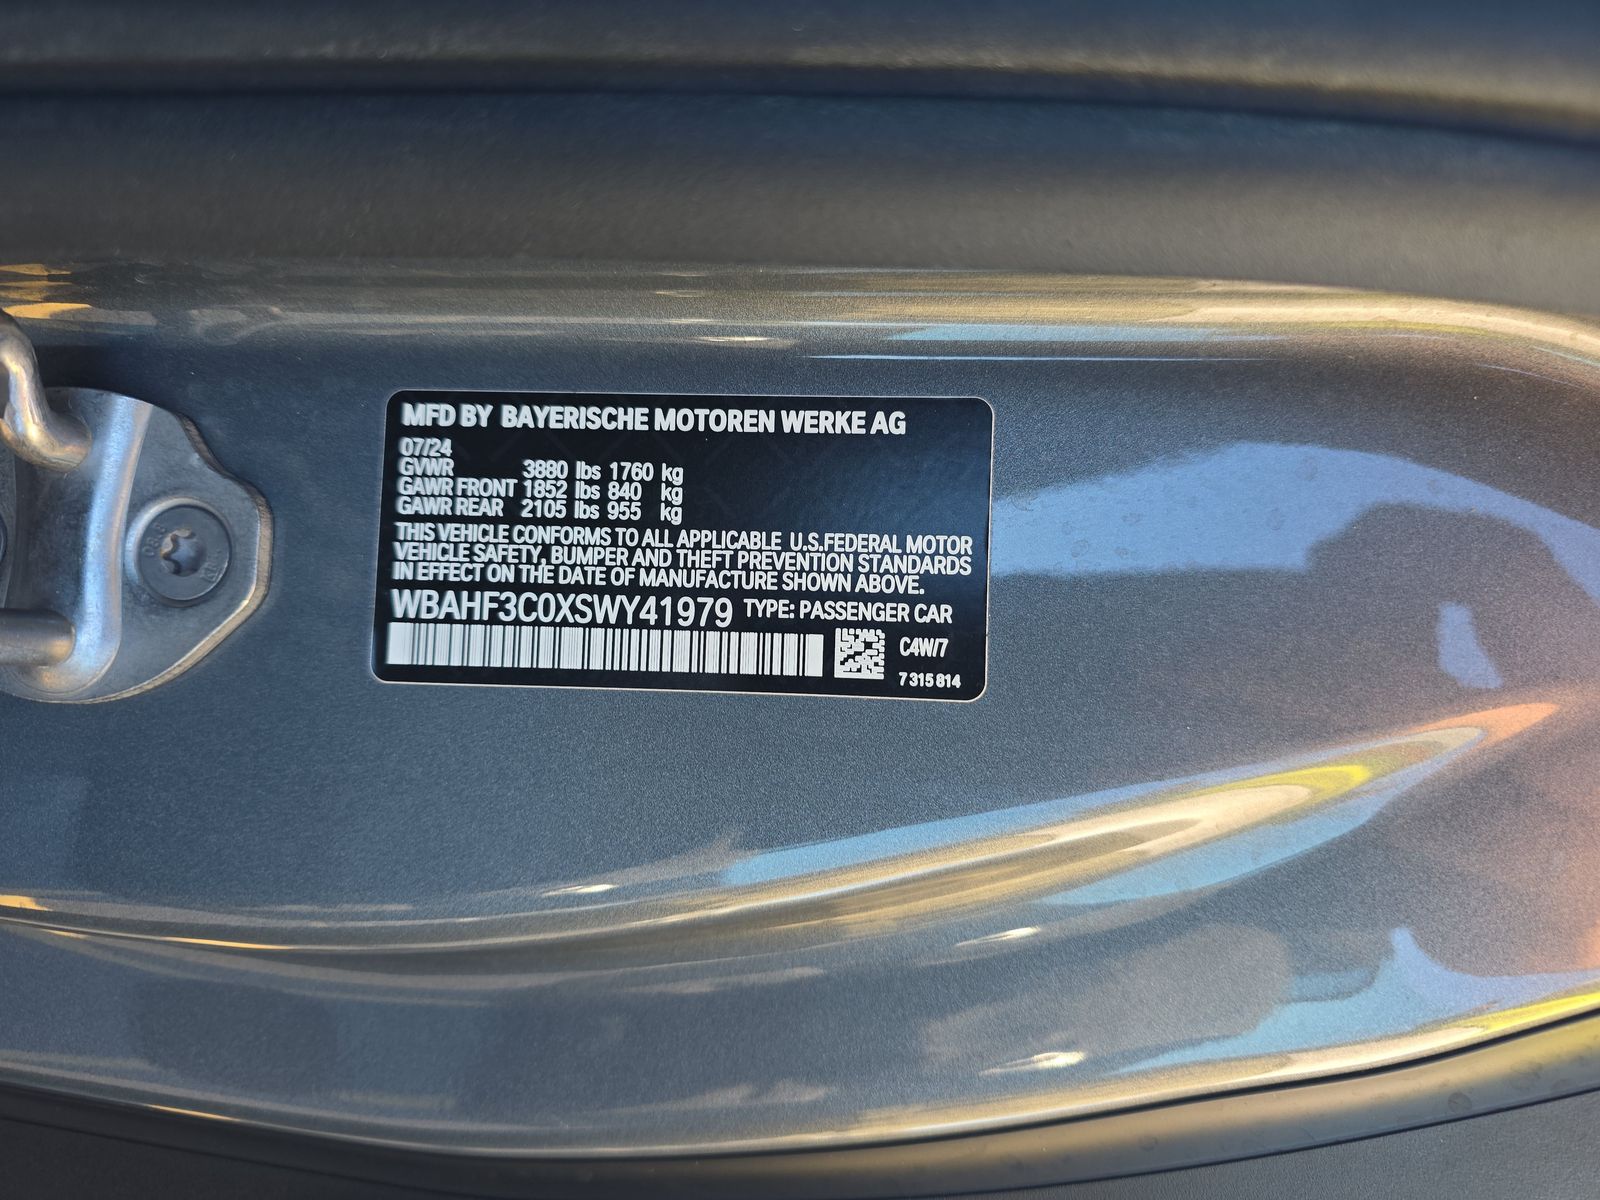 MFD BY BAYERISCHE MOTOREN WERKE AG
07/24
GVWR 3880 lbs 1760 kg
GAWR FRONT 1852 lbs 840 kg
GAWR REAR 2105 lbs 955 kg
THIS VEHICLE CONFORMS TO ALL APPLICABLE U.S.FEDERAL MOTOR
VEHICLE SAFETY, BUMPER AND THEFT PREVENTION STANDARDS
IN EFFECT ON THE DATE OF MANUFACTURE SHOWN ABOVE.
WBAHF3C0XSWY41979 TYPE: PASSENGER CAR
C4W/7
7 315 814